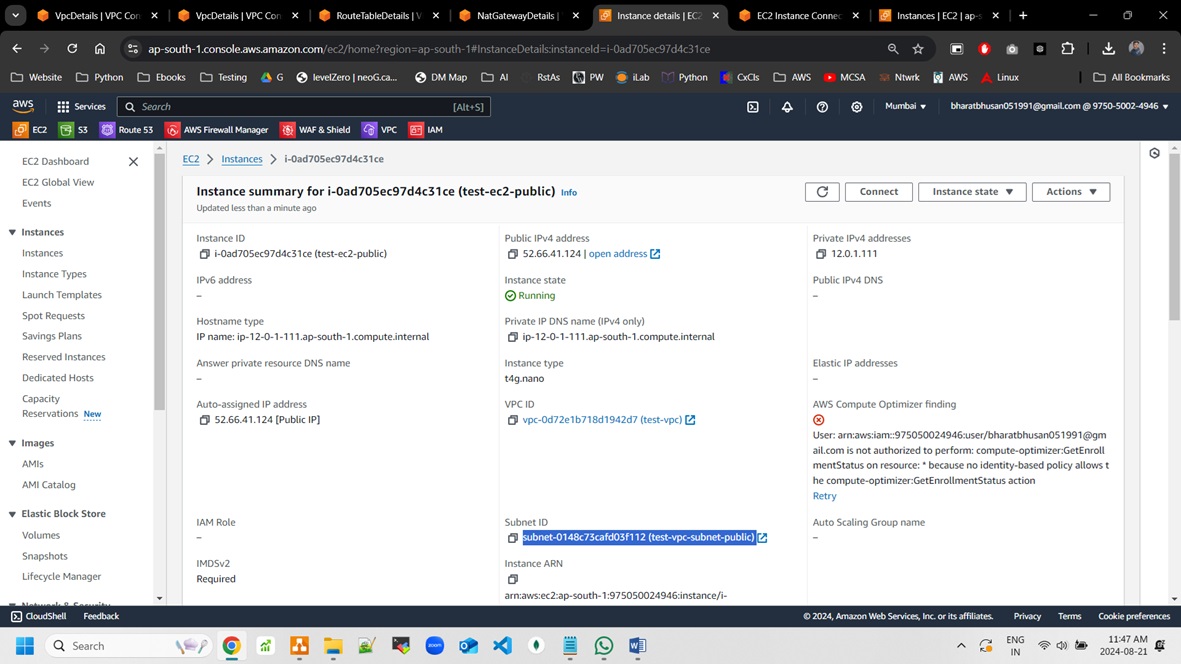 VpcDetails | VPC Con
VpcDetails | VPC Con
RouteTableDetails | V
NatGatewayDetails |
Instance details | EC2
EC2 Instance Connec
Instances | EC2 | ap-s
ap-south-1.console.aws.amazon.com/ec2/home?region=ap-south-1#InstanceDetails:instanceId=i-0ad705ec97d4c31ce
Website
Python
Ebooks
Testing
G
levelZero | neoG.ca...
DM Map
AI
RstAs
PW
iLab
Python
CxCls
AWS
MCSA
Ntwrk
AWS
Linux
All Bookmarks
aws
Services
Search
[Alt+S]
Mumbai
bharatbhusan051991@gmail.com @ 9750-5002-4946
EC2
S3
Route 53
AWS Firewall Manager
WAF & Shield
VPC
IAM
EC2 Dashboard
EC2 Global View
Events
Instances
Instances
Instance Types
Launch Templates
Spot Requests
Savings Plans
Reserved Instances
Dedicated Hosts
Capacity
Reservations New
Images
AMIs
AMI Catalog
Elastic Block Store
Volumes
Snapshots
Lifecycle Manager
Network & Security
EC2 > Instances > i-0ad705ec97d4c31ce
Instance summary for i-0ad705ec97d4c31ce (test-ec2-public) Info
Updated less than a minute ago
Connect
Instance state
Actions
Instance ID
i-0ad705ec97d4c31ce (test-ec2-public)
Public IPv4 address
52.66.41.124 | open address
Private IPv4 addresses
12.0.1.111
IPv6 address
–
Instance state
Running
Public IPv4 DNS
–
Hostname type
IP name: ip-12-0-1-111.ap-south-1.compute.internal
Private IP DNS name (IPv4 only)
ip-12-0-1-111.ap-south-1.compute.internal
Answer private resource DNS name
–
Instance type
t4g.nano
Elastic IP addresses
–
Auto-assigned IP address
52.66.41.124 [Public IP]
VPC ID
vpc-0d72e1b718d1942d7 (test-vpc)
AWS Compute Optimizer finding
User: arn:aws:iam::975050024946:user/bharatbhusan051991@gm
ail.com is not authorized to perform: compute-optimizer:GetEnroll
mentStatus on resource: * because no identity-based policy allows t
he compute-optimizer:GetEnrollmentStatus action
Retry
IAM Role
–
Subnet ID
subnet-0148c73cafd03f112 (test-vpc-subnet-public)
Auto Scaling Group name
–
IMDSv2
Required
Instance ARN
arn:aws:ec2:ap-south-1:975050024946:instance/i-
CloudShell
Feedback
© 2024, Amazon Web Services, Inc. or its affiliates.
Privacy
Terms
Cookie preferences
Search
zoom
ENG
IN
11:47 AM
2024-08-21